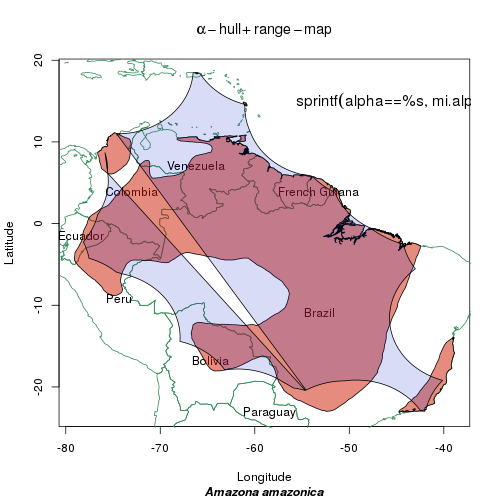 α−hull+range−map
sprintf(alpha==%s, mi.alp
Venezuela
Colombia
French Guiana
Ecuador
Peru
Brazil
Bolivia
Paraguay
20
10
0
-10
-20
Latitude
-80
-70
-60
-50
-40
Longitude
Amazona amazonica